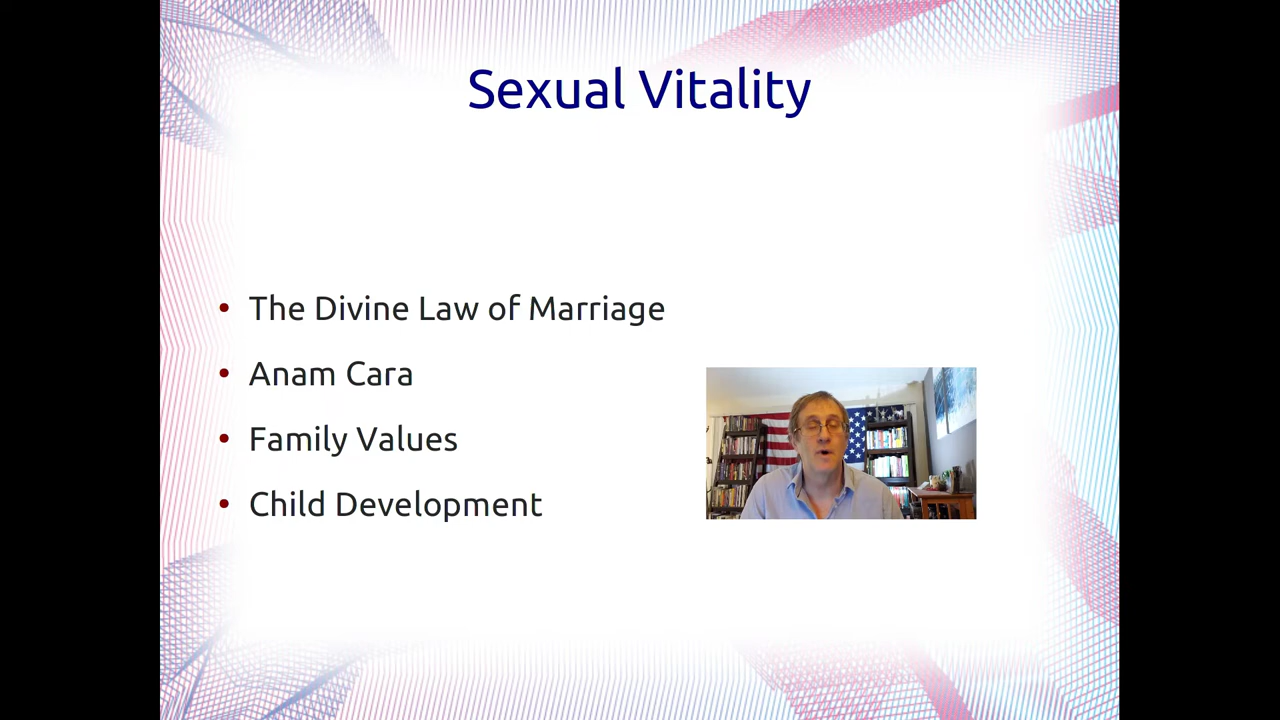 Sexual Vitality
The Divine Law of Marriage
Anam Cara
Family Values
Child Development